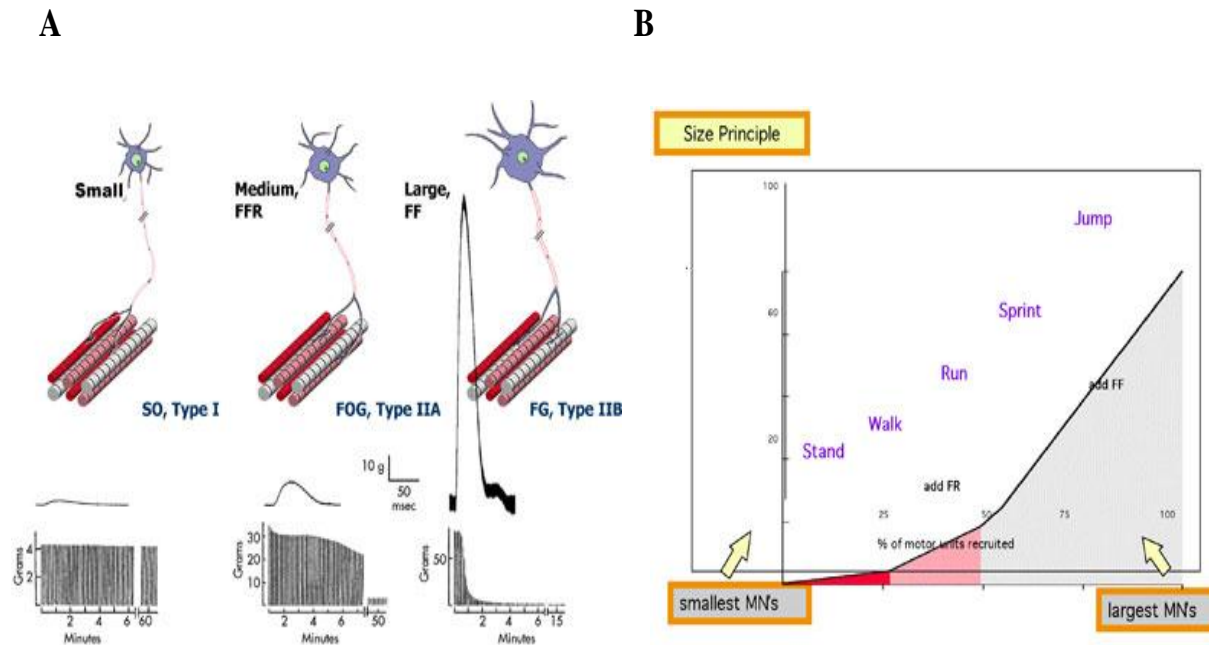 A
B
Small,
Medium,
FFR
Large,
FF
SO, Type I
FOG, Type IIA
FG, Type IIB
10 g
50
msec.
Grams
4
2
2 4 6 60
Minutes
Grams
30
20
10
2 4 6 50
Minutes
Grams
50
2 4 6 15
Minutes
Size Principle
100
60
20
Jump
Sprint
Run
Walk
Stand
add FF
add FR
25 50 75 100
% of motor units recruited
smallest MN's
largest MN's